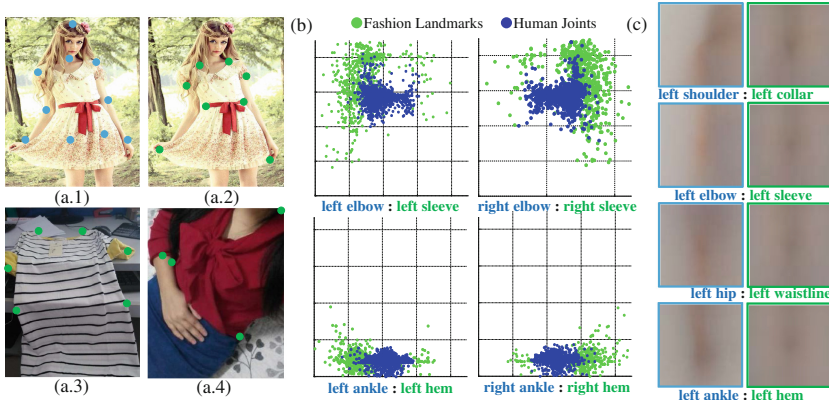 (b)
Fashion Landmarks
Human Joints
(c)
left shoulder : left collar
(a.1)
(a.2)
left elbow : left sleeve
right elbow : right sleeve
left elbow : left sleeve
left hip : left waistline
(a.3)
(a.4)
left ankle : left hem
right ankle : right hem
left ankle : left hem